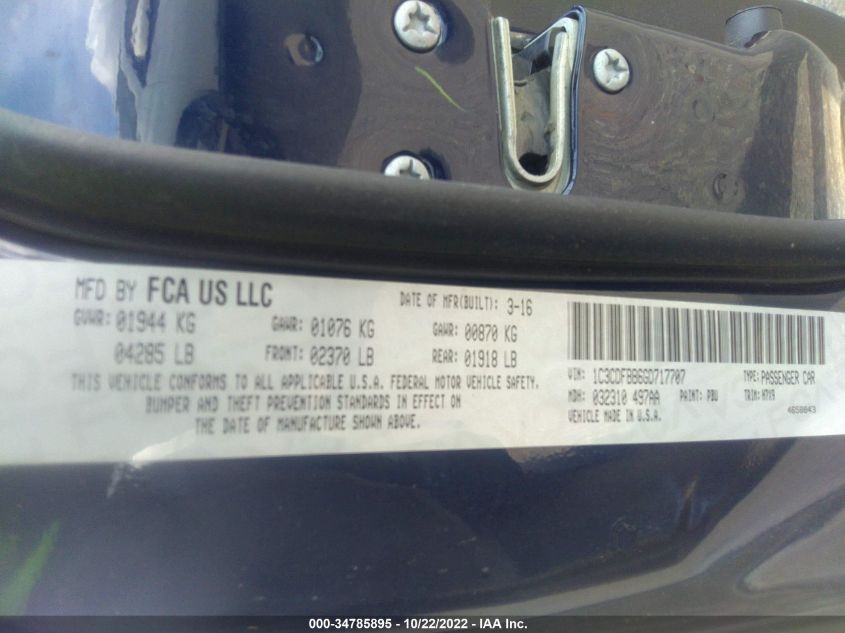 MFD BY FCA US LLC
DATE OF MFR(BUILT): 3-16
GVWR: 01944 KG
GAWR: 01076 KG
GAWR: 00870 KG
04285 LB
FRONT: 02370 LB
REAR: 01918 LB
THIS VEHICLE CONFORMS TO ALL APPLICABLE U.S.A. FEDERAL MOTOR VEHICLE SAFETY.
BUMPER AND THEFT PREVENTION STANDARDS IN EFFECT ON
THE DATE OF MANUFACTURE SHOWN ABOVE.
VIN: 1C3CDFBB6GD717707
TYPE: PASSENGER CAR
MDH: 032310 497AA
PAINT: PBU
TRIM: H7X9
VEHICLE MADE IN U.S.A.
4658843
000-34785895 - 10/22/2022 - IAA Inc.